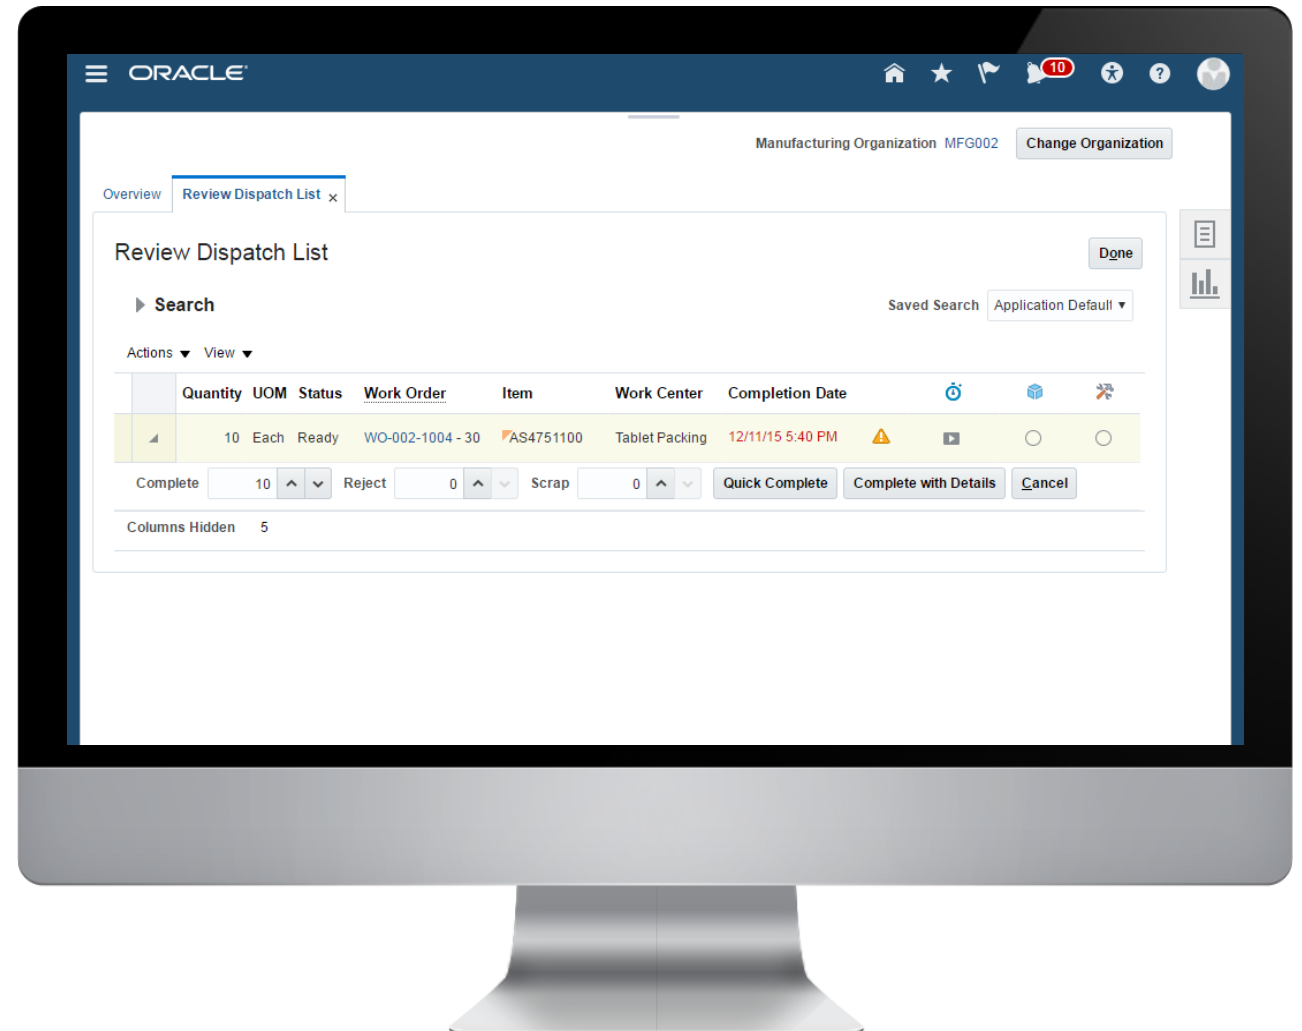 ORACLE
10
Manufacturing Organization MFG002 Change Organization
Overview Review Dispatch List x
Review Dispatch List Done
Search Saved Search Application Default
Actions View
Quantity UOM Status Work Order Item Work Center Completion Date
10 Each Ready WO-002-1004 - 30 AS4751100 Tablet Packing 12/11/15 5:40 PM
Complete 10 Reject 0 Scrap 0 Quick Complete Complete with Details Cancel
Columns Hidden 5